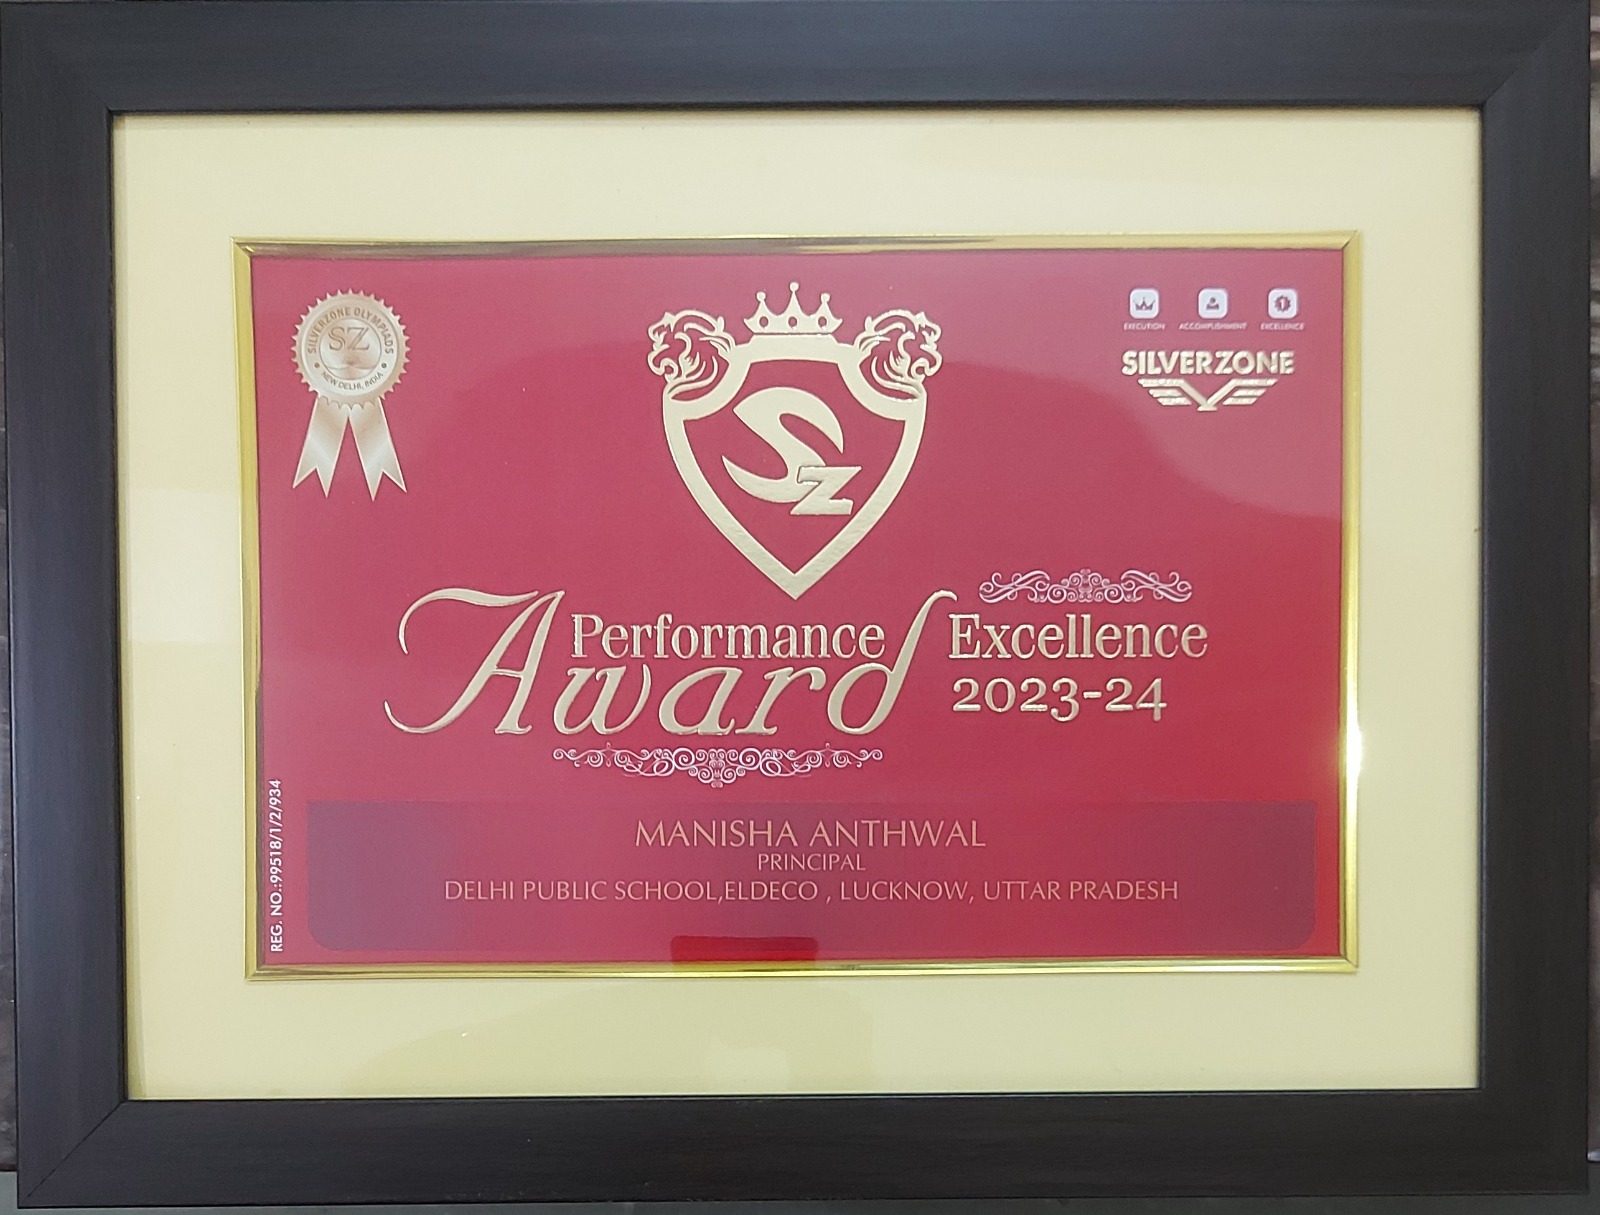 SILVERZONE OLYMPIADS
SZ
NEW DELHI, INDIA
SZ
EXECUTION ACCOMPLISHMENT EXCELLENCE
SILVERZONE
Performance
Award
Excellence
2023-24
REG. NO.:99518/1/2/934
MANISHA ANTHWAL
PRINCIPAL
DELHI PUBLIC SCHOOL,ELDECO , LUCKNOW, UTTAR PRADESH